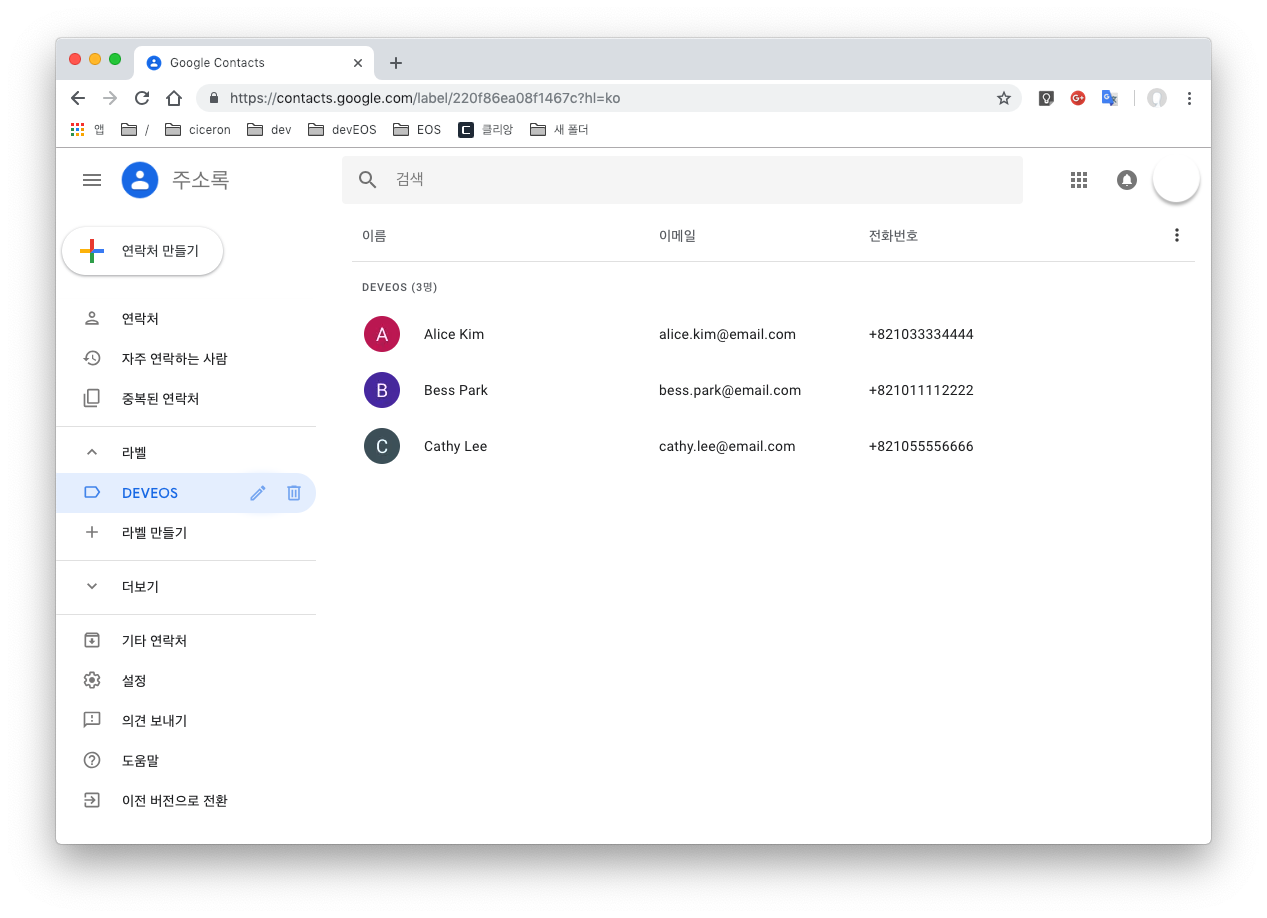 Google Contacts
https://contacts.google.com/label/220f86ea08f1467c?hl=ko
앱 / ciceron dev devEOS EOS C 클리앙 새 폴더
주소록 검색
연락처 만들기
연락처
자주 연락하는 사람
중복된 연락처
라벨
DEVEOS
라벨 만들기
더보기
기타 연락처
설정
의견 보내기
도움말
이전 버전으로 전환
이름 이메일 전화번호
DEVEOS (3명)
A Alice Kim alice.kim@email.com +821033334444
B Bess Park bess.park@email.com +821011112222
C Cathy Lee cathy.lee@email.com +821055556666